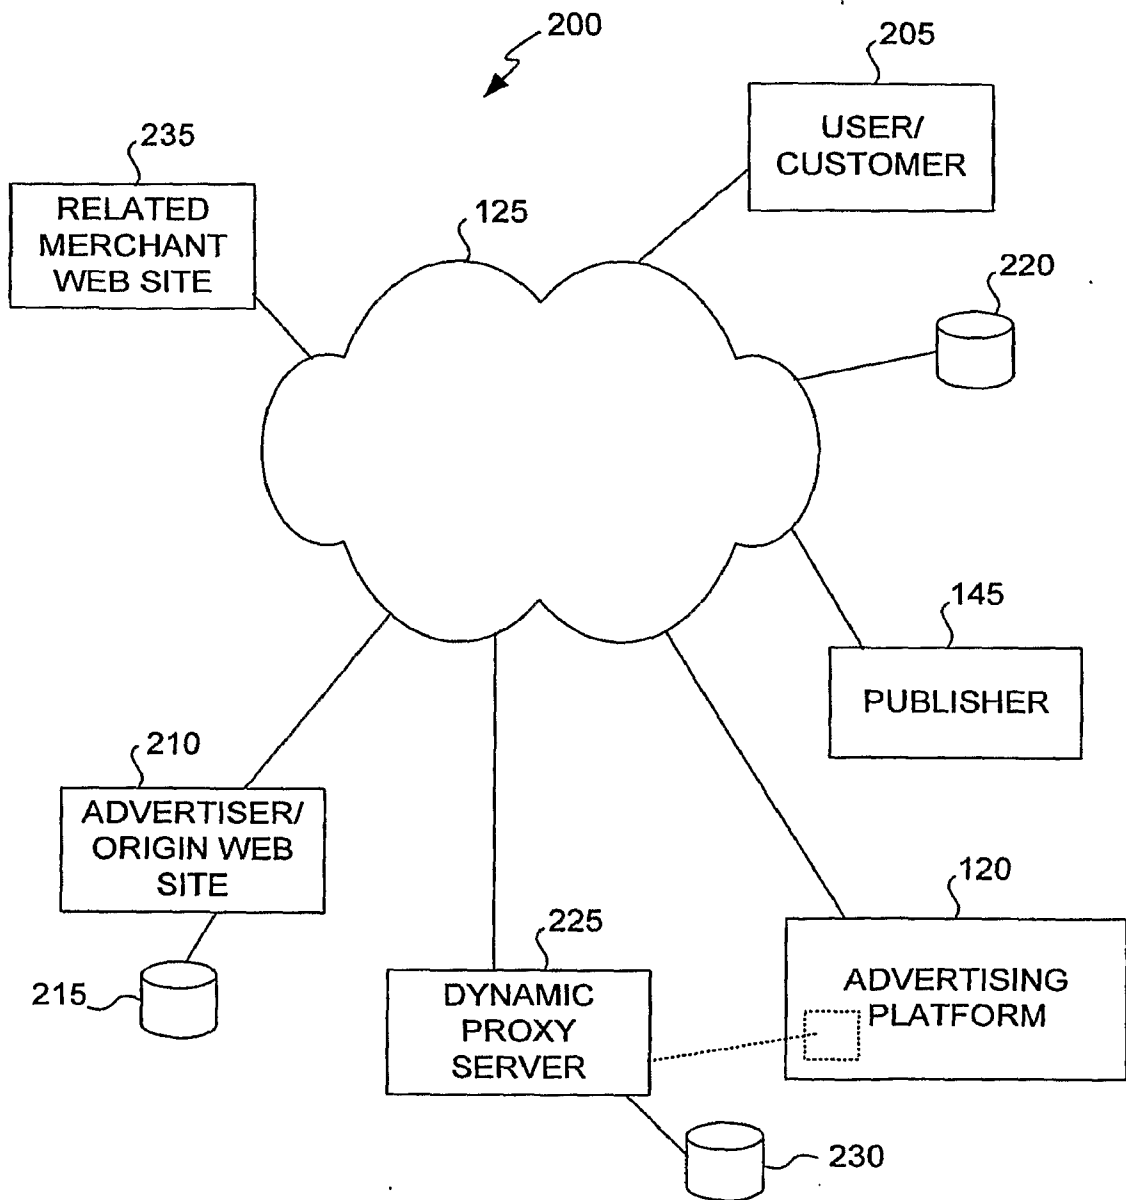 200
205
USER/
CUSTOMER
235
RELATED
MERCHANT
WEB SITE
125
220
145
PUBLISHER
210
ADVERTISER/
ORIGIN WEB
SITE
215
225
DYNAMIC
PROXY
SERVER
120
ADVERTISING
PLATFORM
230